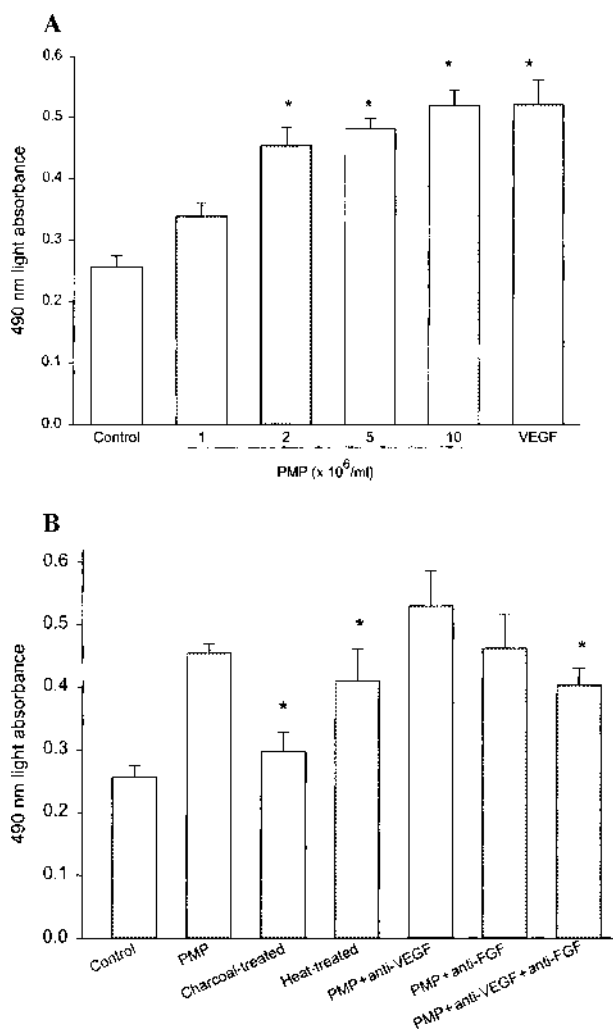 A
490 nm light absorbance
0.6
0.5
0.4
0.3
0.2
0.1
0.0
* * * *
Control 1 2 5 10 VEGF
PMP (x 10^6/ml)
B
490 nm light absorbance
0.6
0.5
0.4
0.3
0.2
0.1
0.0
* * *
Control
PMP
Charcoal-treated
Heat-treated
PMP+anti-VEGF
PMP+anti-FGF
PMP+anti-VEGF+anti-FGF